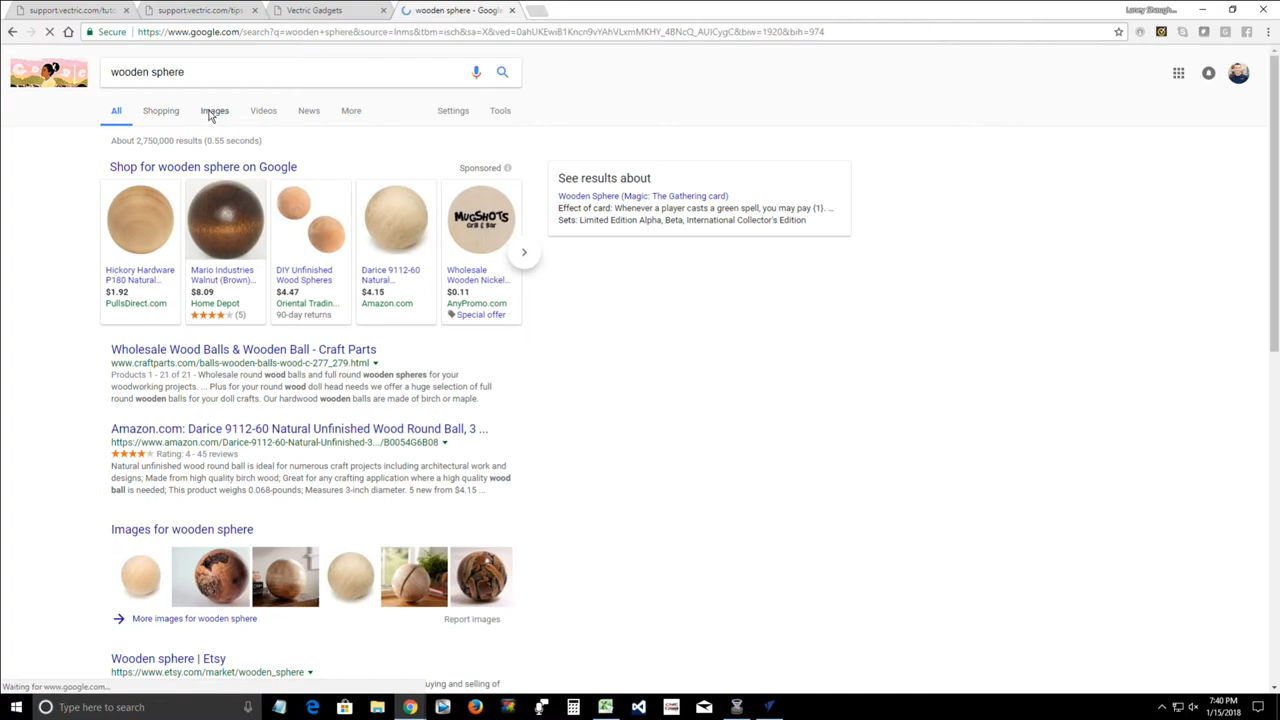 support.vectric.com/tut
support.vectric.com/tips
Vectric Gadgets
wooden sphere - Google
Secure
https://www.google.com/search?q=wooden+sphere&source=lnms&tbm=isch&sa=X&ved=0ahUKEwiB1Kncn9vYAhVLxmMKHY_4BNcQ_AUICygC&biw=1920&bih=974
wooden sphere
All Shopping Images Videos News More Settings Tools
About 2,750,000 results (0.55 seconds)
Shop for wooden sphere on Google
Sponsored
MUGSHOTS
Grill & Bar
Hickory Hardware
P180 Natural...
$1.92
PullsDirect.com
Mario Industries
Walnut (Brown)...
$8.09
Home Depot
(5)
DIY Unfinished
Wood Spheres
$4.47
Oriental Tradin...
90-day returns
Darice 9112-60
Natural...
$4.15
Amazon.com
Wholesale
Wooden Nickel...
$0.11
AnyPromo.com
Special offer
See results about
Wooden Sphere (Magic: The Gathering card)
Effect of card: Whenever a player casts a green spell, you may pay {1}. ...
Sets: Limited Edition Alpha, Beta, International Collector's Edition
Wholesale Wood Balls & Wooden Ball - Craft Parts
www.craftparts.com/balls-wooden-balls-wood-c-277_279.html
Products 1 - 21 of 21 - Wholesale round wood balls and full round wooden spheres for your
woodworking projects. ... Plus for your round wood doll head needs we offer a huge selection of full
round wooden balls for your doll crafts. Our hardwood wooden balls are made of birch or maple.
Amazon.com: Darice 9112-60 Natural Unfinished Wood Round Ball, 3 ...
https://www.amazon.com/Darice-9112-60-Natural-Unfinished-3.../B0054G6B08
Rating: 4 - 45 reviews
Natural unfinished wood round ball is ideal for numerous craft projects including architectural work and
designs; Made from high quality birch wood; Great for any crafting application where a high quality wood
ball is needed; This product weighs 0.068-pounds; Measures 3-inch diameter. 5 new from $4.15 ...
Images for wooden sphere
More images for wooden sphere
Report images
Wooden sphere | Etsy
https://www.etsy.com/market/wooden_sphere
uying and selling of
Waiting for www.google.com...
Type here to search
7:40 PM
1/15/2018